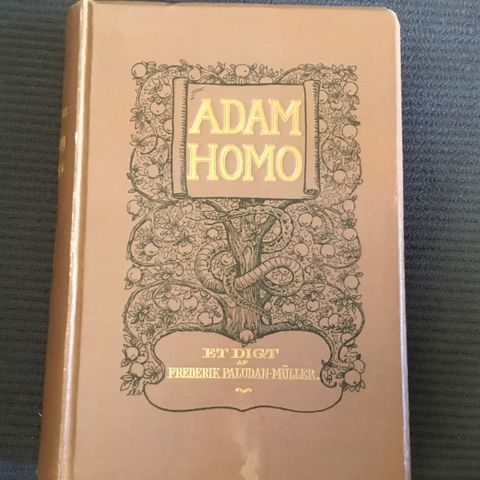 ADAM
HOMO
ET DIGT
AF
FREDERIK PALUDAN-MÜLLER.